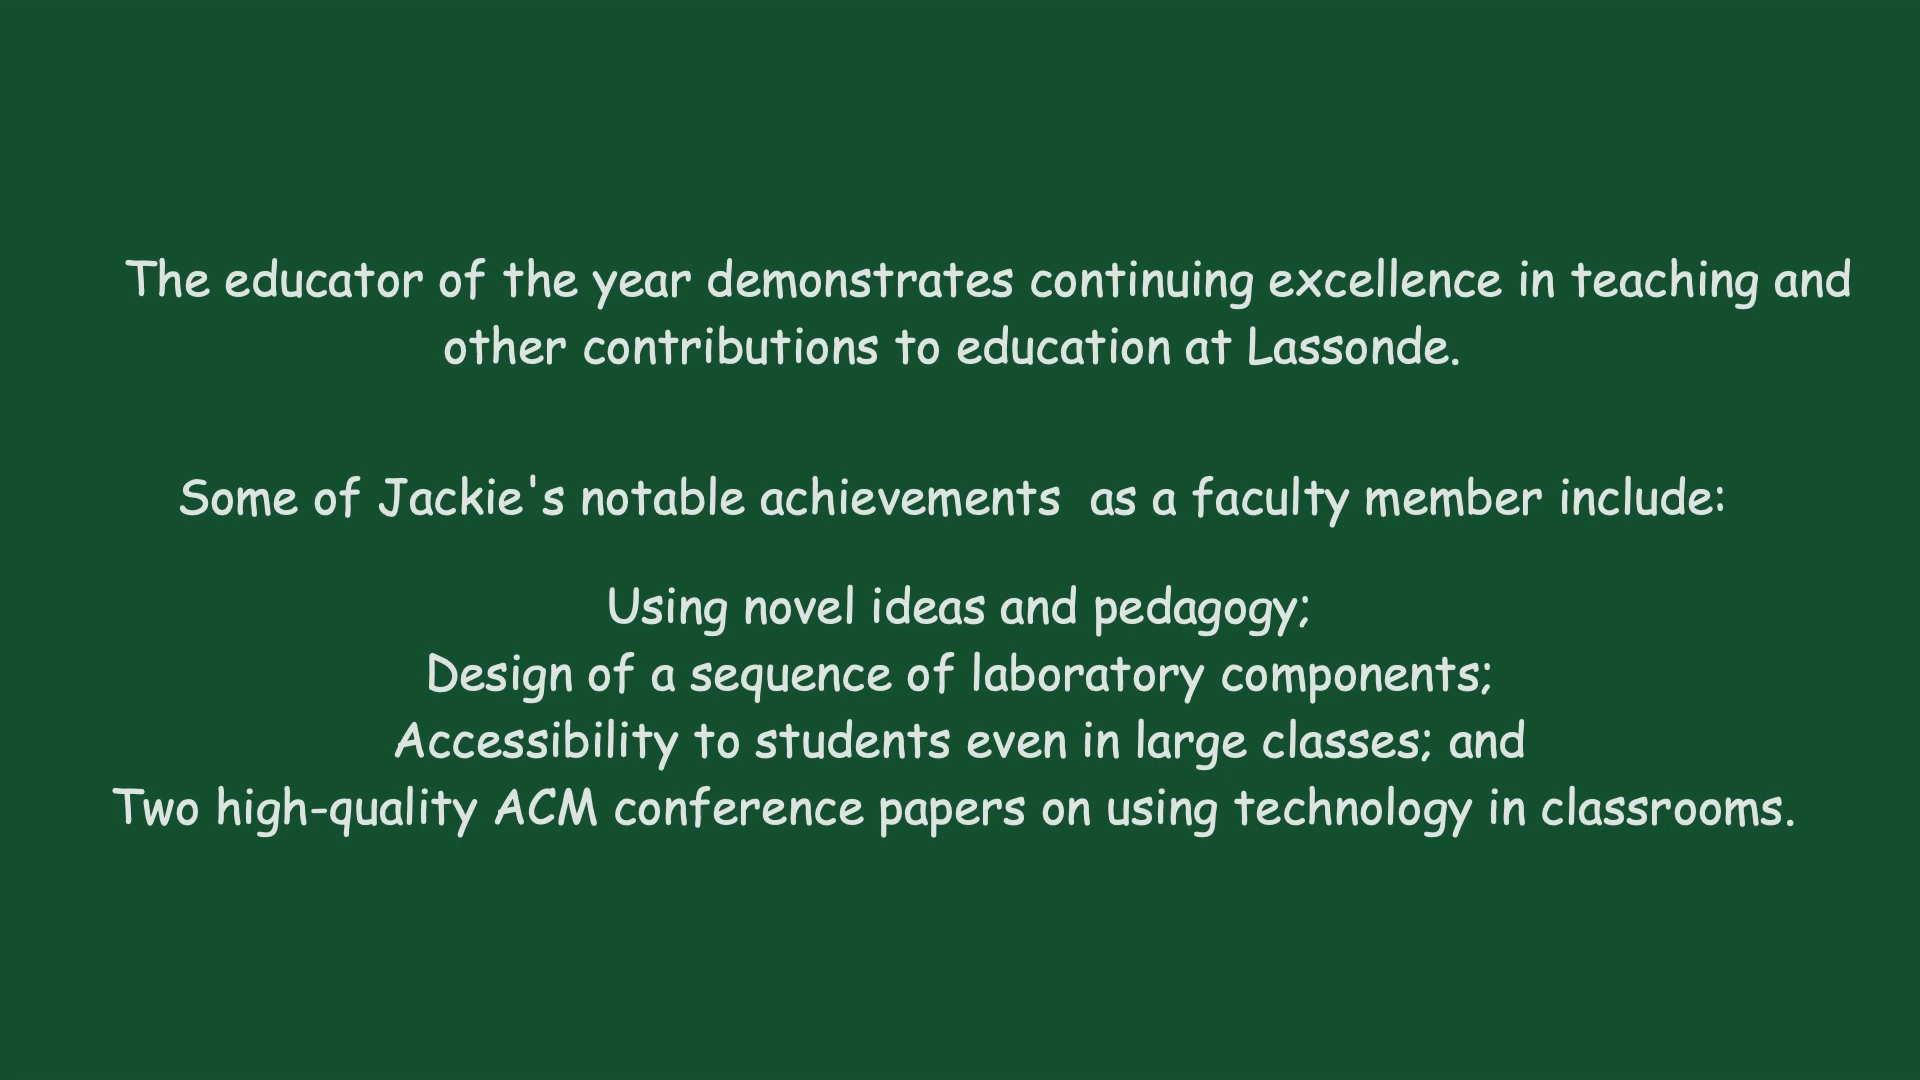 The educator of the year demonstrates continuing excellence in teaching and
other contributions to education at Lassonde.
Some of Jackie's notable achievements  as a faculty member include:
Using novel ideas and pedagogy;
Design of a sequence of laboratory components;
Accessibility to students even in large classes; and
Two high-quality ACM conference papers on using technology in classrooms.